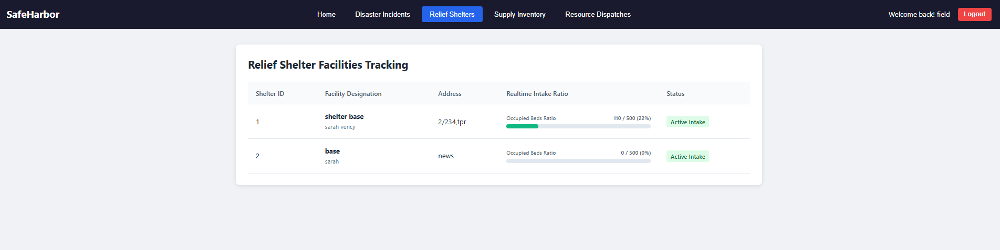 SafeHarbor Home Disaster Incidents Relief Shelters Supply Inventory Resource Dispatches Welcome back! field Logout
Relief Shelter Facilities Tracking
Shelter ID Facility Designation Address Realtime Intake Ratio Status
1 shelter base sarah vency 2/234,tpr Occupied Beds Ratio 110 / 500 (22%) Active Intake
2 base sarah news Occupied Beds Ratio 0 / 500 (0%) Active Intake